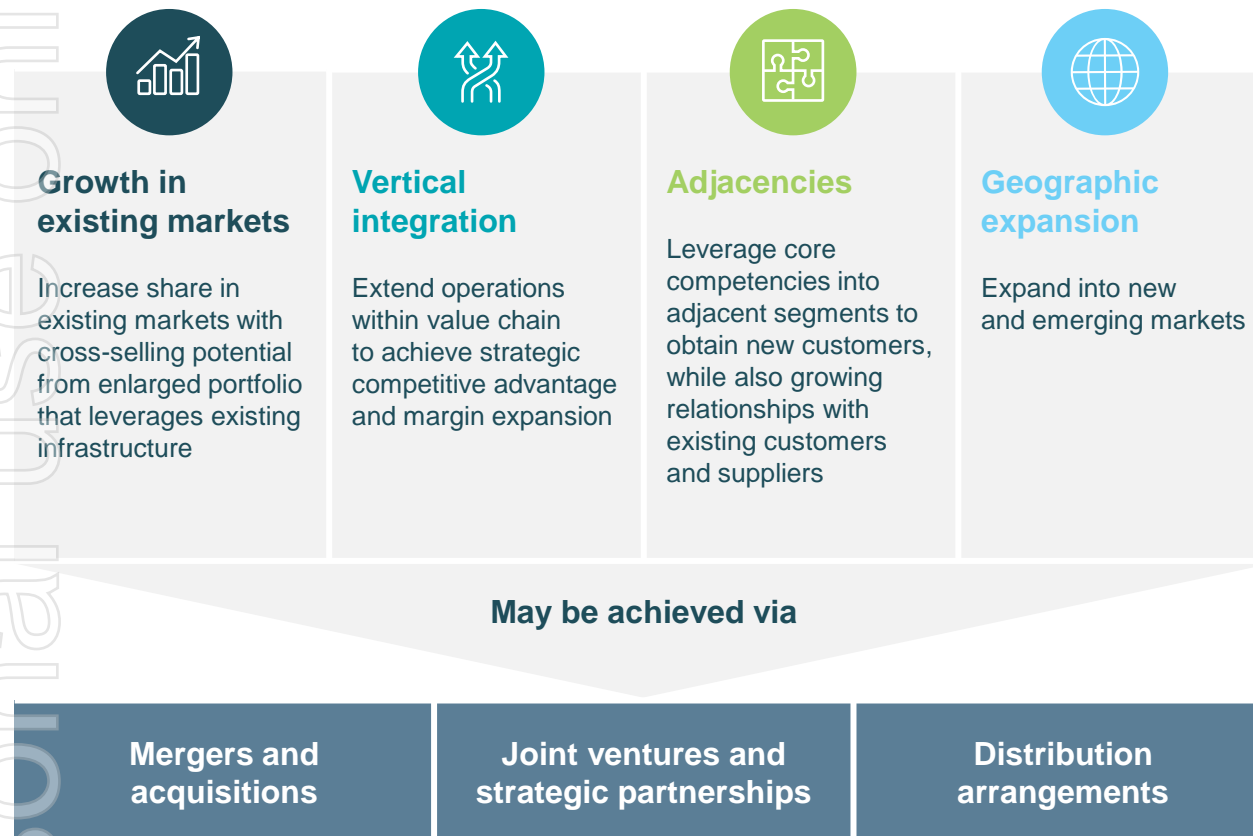 Growth in
existing markets
Increase share in
existing markets with
cross-selling potential
from enlarged portfolio
that leverages existing
infrastructure
Vertical
integration
Extend operations
within value chain
to achieve strategic
competitive advantage
and margin expansion
Adjacencies
Leverage core
competencies into
adjacent segments to
obtain new customers,
while also growing
relationships with
existing customers
and suppliers
Geographic
expansion
Expand into new
and emerging markets
May be achieved via
Mergers and
acquisitions
Joint ventures and
strategic partnerships
Distribution
arrangements
use